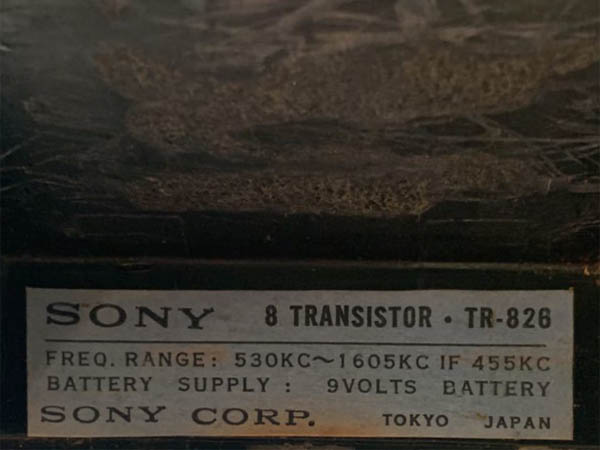 SONY 8 TRANSISTOR • TR-826
FREQ. RANGE: 530KC~1605KC IF 455KC
BATTERY SUPPLY : 9VOLTS BATTERY
SONY CORP. TOKYO JAPAN